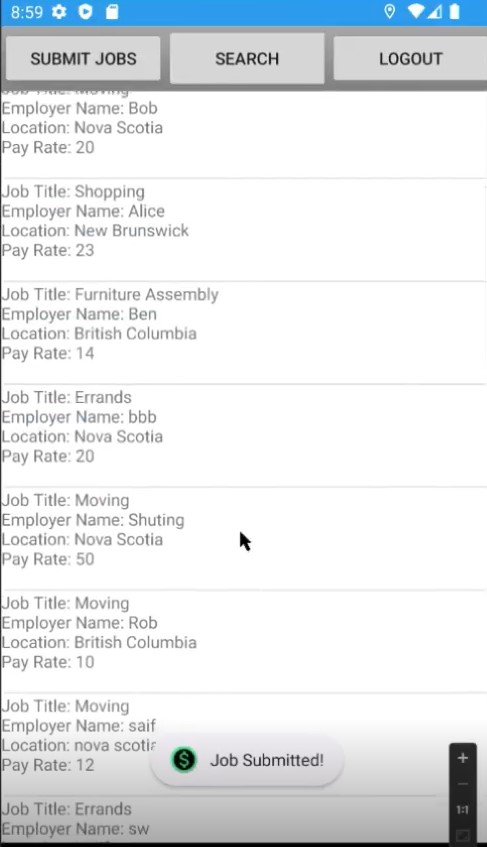 8:59
SUBMIT JOBS
SEARCH
LOGOUT
Job Title: Moving
Employer Name: Bob
Location: Nova Scotia
Pay Rate: 20
Job Title: Shopping
Employer Name: Alice
Location: New Brunswick
Pay Rate: 23
Job Title: Furniture Assembly
Employer Name: Ben
Location: British Columbia
Pay Rate: 14
Job Title: Errands
Employer Name: bbb
Location: Nova Scotia
Pay Rate: 20
Job Title: Moving
Employer Name: Shuting
Location: Nova Scotia
Pay Rate: 50
Job Title: Moving
Employer Name: Rob
Location: British Columbia
Pay Rate: 10
Job Title: Moving
Employer Name: saif
Location: nova scotia
Pay Rate: 12
Job Submitted!
1:1
Job Title: Errands
Employer Name: sw